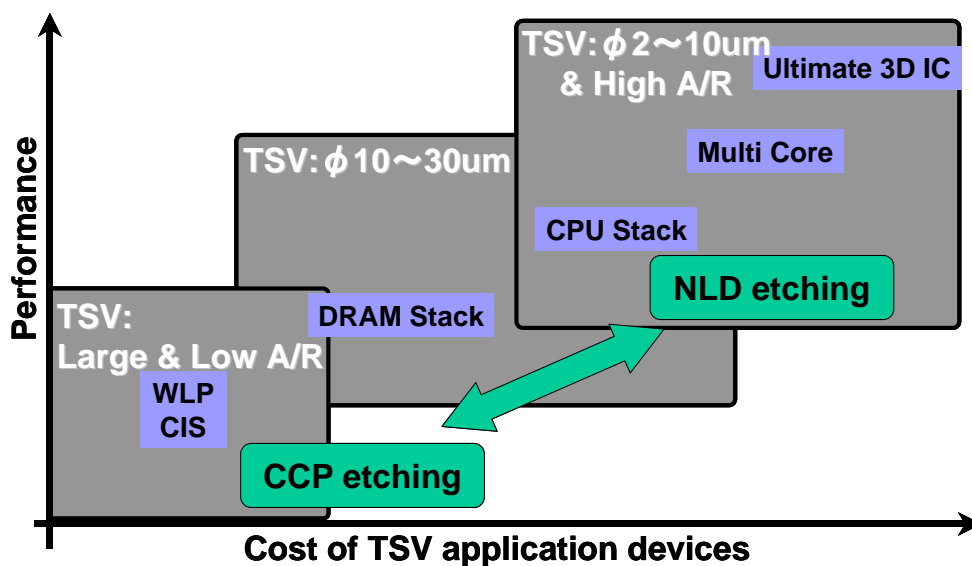 Performance
TSV: ϕ2～10um
& High A/R
Ultimate 3D IC
Multi Core
CPU Stack
NLD etching
TSV: ϕ10～30um
DRAM Stack
TSV:
Large & Low A/R
WLP
CIS
CCP etching
Cost of TSV application devices